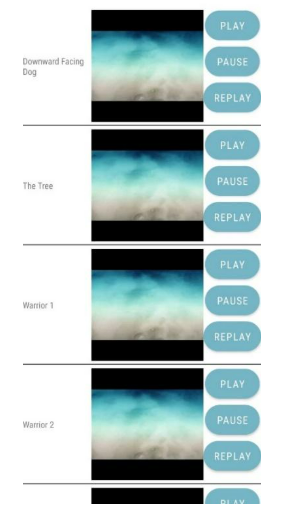 PLAY
Downward Facing
Dog
PAUSE
REPLAY
PLAY
The Tree
PAUSE
REPLAY
PLAY
Warrior 1
PAUSE
REPLAY
PLAY
Warrior 2
PAUSE
REPLAY
PLAY